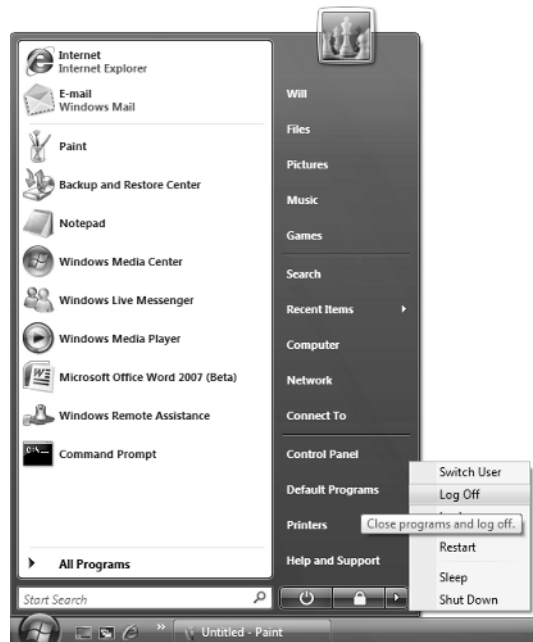 Internet
Internet Explorer
E-mail
Windows Mail
Paint
Backup and Restore Center
Notepad
Windows Media Center
Windows Live Messenger
Windows Media Player
Microsoft Office Word 2007 (Beta)
Windows Remote Assistance
Command Prompt
All Programs
Start Search
Will
Files
Pictures
Music
Games
Search
Recent Items
Computer
Network
Connect To
Control Panel
Default Programs
Printers
Help and Support
Switch User
Log Off
Close programs and log off.
Restart
Sleep
Shut Down
Untitled - Paint